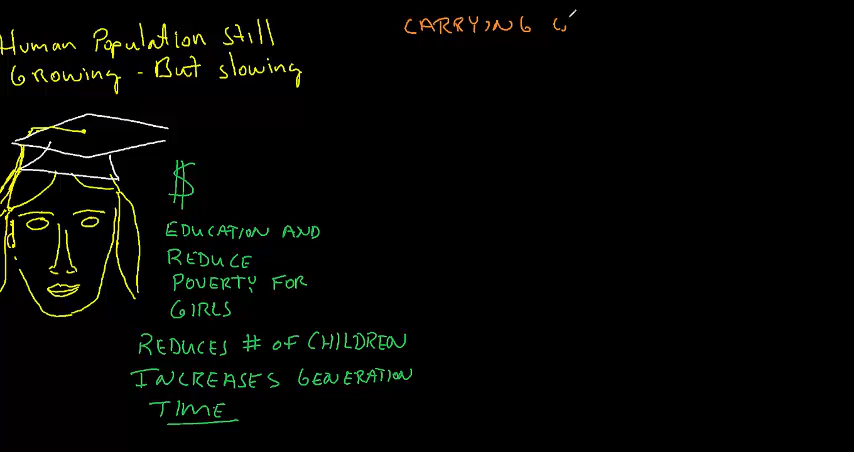 Human Population Still
Growing - But slowing
CARRYING
$
EDUCATION AND
REDUCE
POVERTY FOR
GIRLS
REDUCES # OF CHILDREN
INCREASES GENERATION
TIME